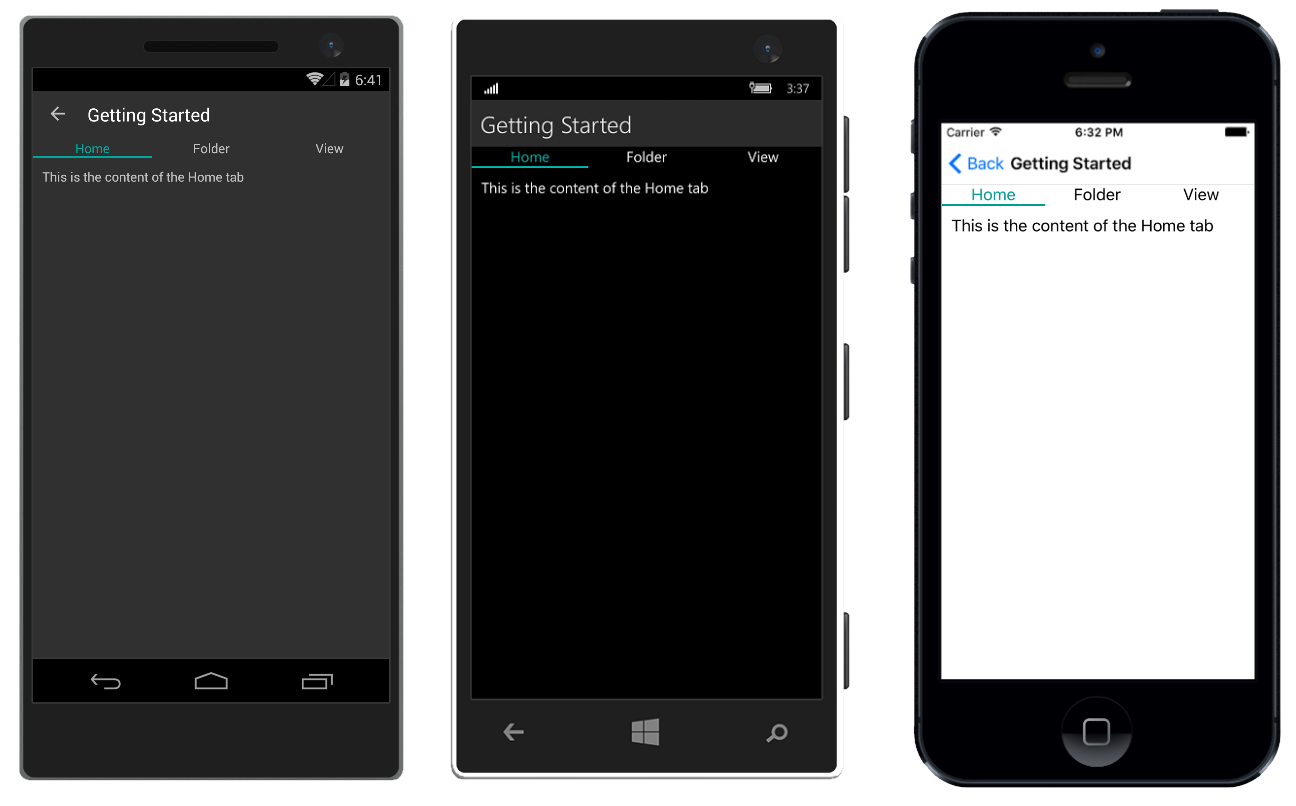 6:41
Getting Started
Home Folder View
This is the content of the Home tab
3:37
Getting Started
Home Folder View
This is the content of the Home tab
Carrier 6:32 PM
Back Getting Started
Home Folder View
This is the content of the Home tab